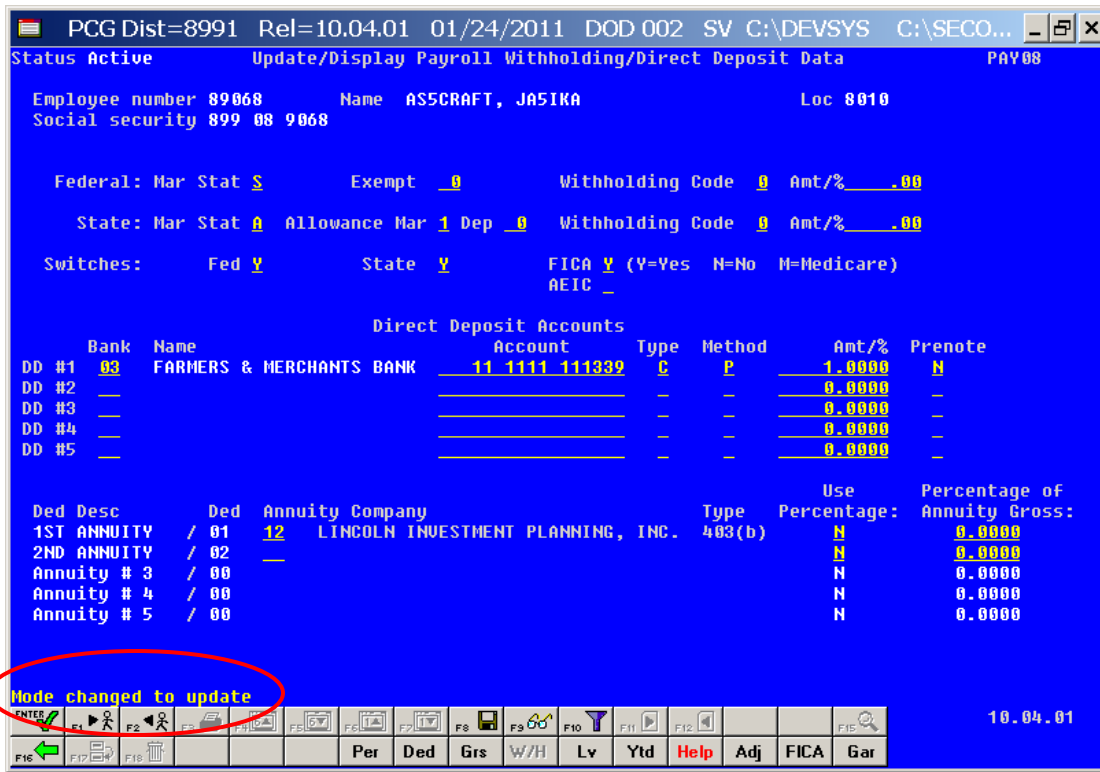 PCG Dist=8991 Rel=10.04.01 01/24/2011 DOD 002 SV C:\DEVSYS C:\SECO...
Status Active Update/Display Payroll Withholding/Direct Deposit Data PAY08
Employee number 89068 Name AS5CRAFT, JA5IKA Loc 8010
Social security 899 08 9068
Federal: Mar Stat S Exempt 0 Withholding Code 0 Amt/% .00
State: Mar Stat A Allowance Mar 1 Dep 0 Withholding Code 0 Amt/% .00
Switches: Fed Y State Y FICA Y (Y=Yes N=No M=Medicare)
AEIC _
Direct Deposit Accounts
Bank Name Account Type Method Amt/% Prenote
DD #1 03 FARMERS & MERCHANTS BANK 11 1111 111339 C P 1.0000 N
DD #2 0.0000
DD #3 0.0000
DD #4 0.0000
DD #5 0.0000
Use Percentage of
Ded Desc Ded Annuity Company Type Percentage: Annuity Gross:
1ST ANNUITY / 01 12 LINCOLN INVESTMENT PLANNING, INC. 403(b) N 0.0000
2ND ANNUITY / 02 N 0.0000
Annuity # 3 / 00 N 0.0000
Annuity # 4 / 00 N 0.0000
Annuity # 5 / 00 N 0.0000
Mode changed to update
ENTER F1 F2 F3 F4 F5 F6 F7 F8 F9 F10 F11 F12 F15 10.04.01
F16 F17 F18 Per Ded Grs W/H Lv Ytd Help Adj FICA Gar